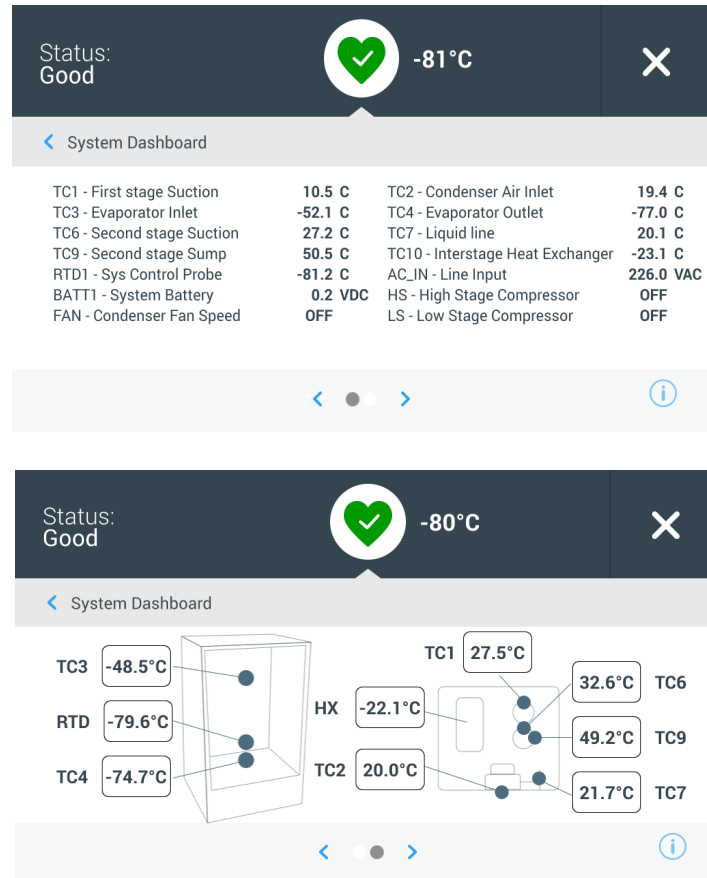 Status:
Good
-81°C
System Dashboard
TC1 - First stage Suction 10.5 C TC2 - Condenser Air Inlet 19.4 C
TC3 - Evaporator Inlet -52.1 C TC4 - Evaporator Outlet -77.0 C
TC6 - Second stage Suction 27.2 C TC7 - Liquid line 20.1 C
TC9 - Second stage Sump 50.5 C TC10 - Interstage Heat Exchanger -23.1 C
RTD1 - Sys Control Probe -81.2 C AC_IN - Line Input 226.0 VAC
BATT1 - System Battery 0.2 VDC HS - High Stage Compressor OFF
FAN - Condenser Fan Speed OFF LS - Low Stage Compressor OFF
Status:
Good
-80°C
System Dashboard
TC3 -48.5°C
RTD -79.6°C
TC4 -74.7°C
TC1 27.5°C
HX -22.1°C
TC2 20.0°C
32.6°C TC6
49.2°C TC9
21.7°C TC7